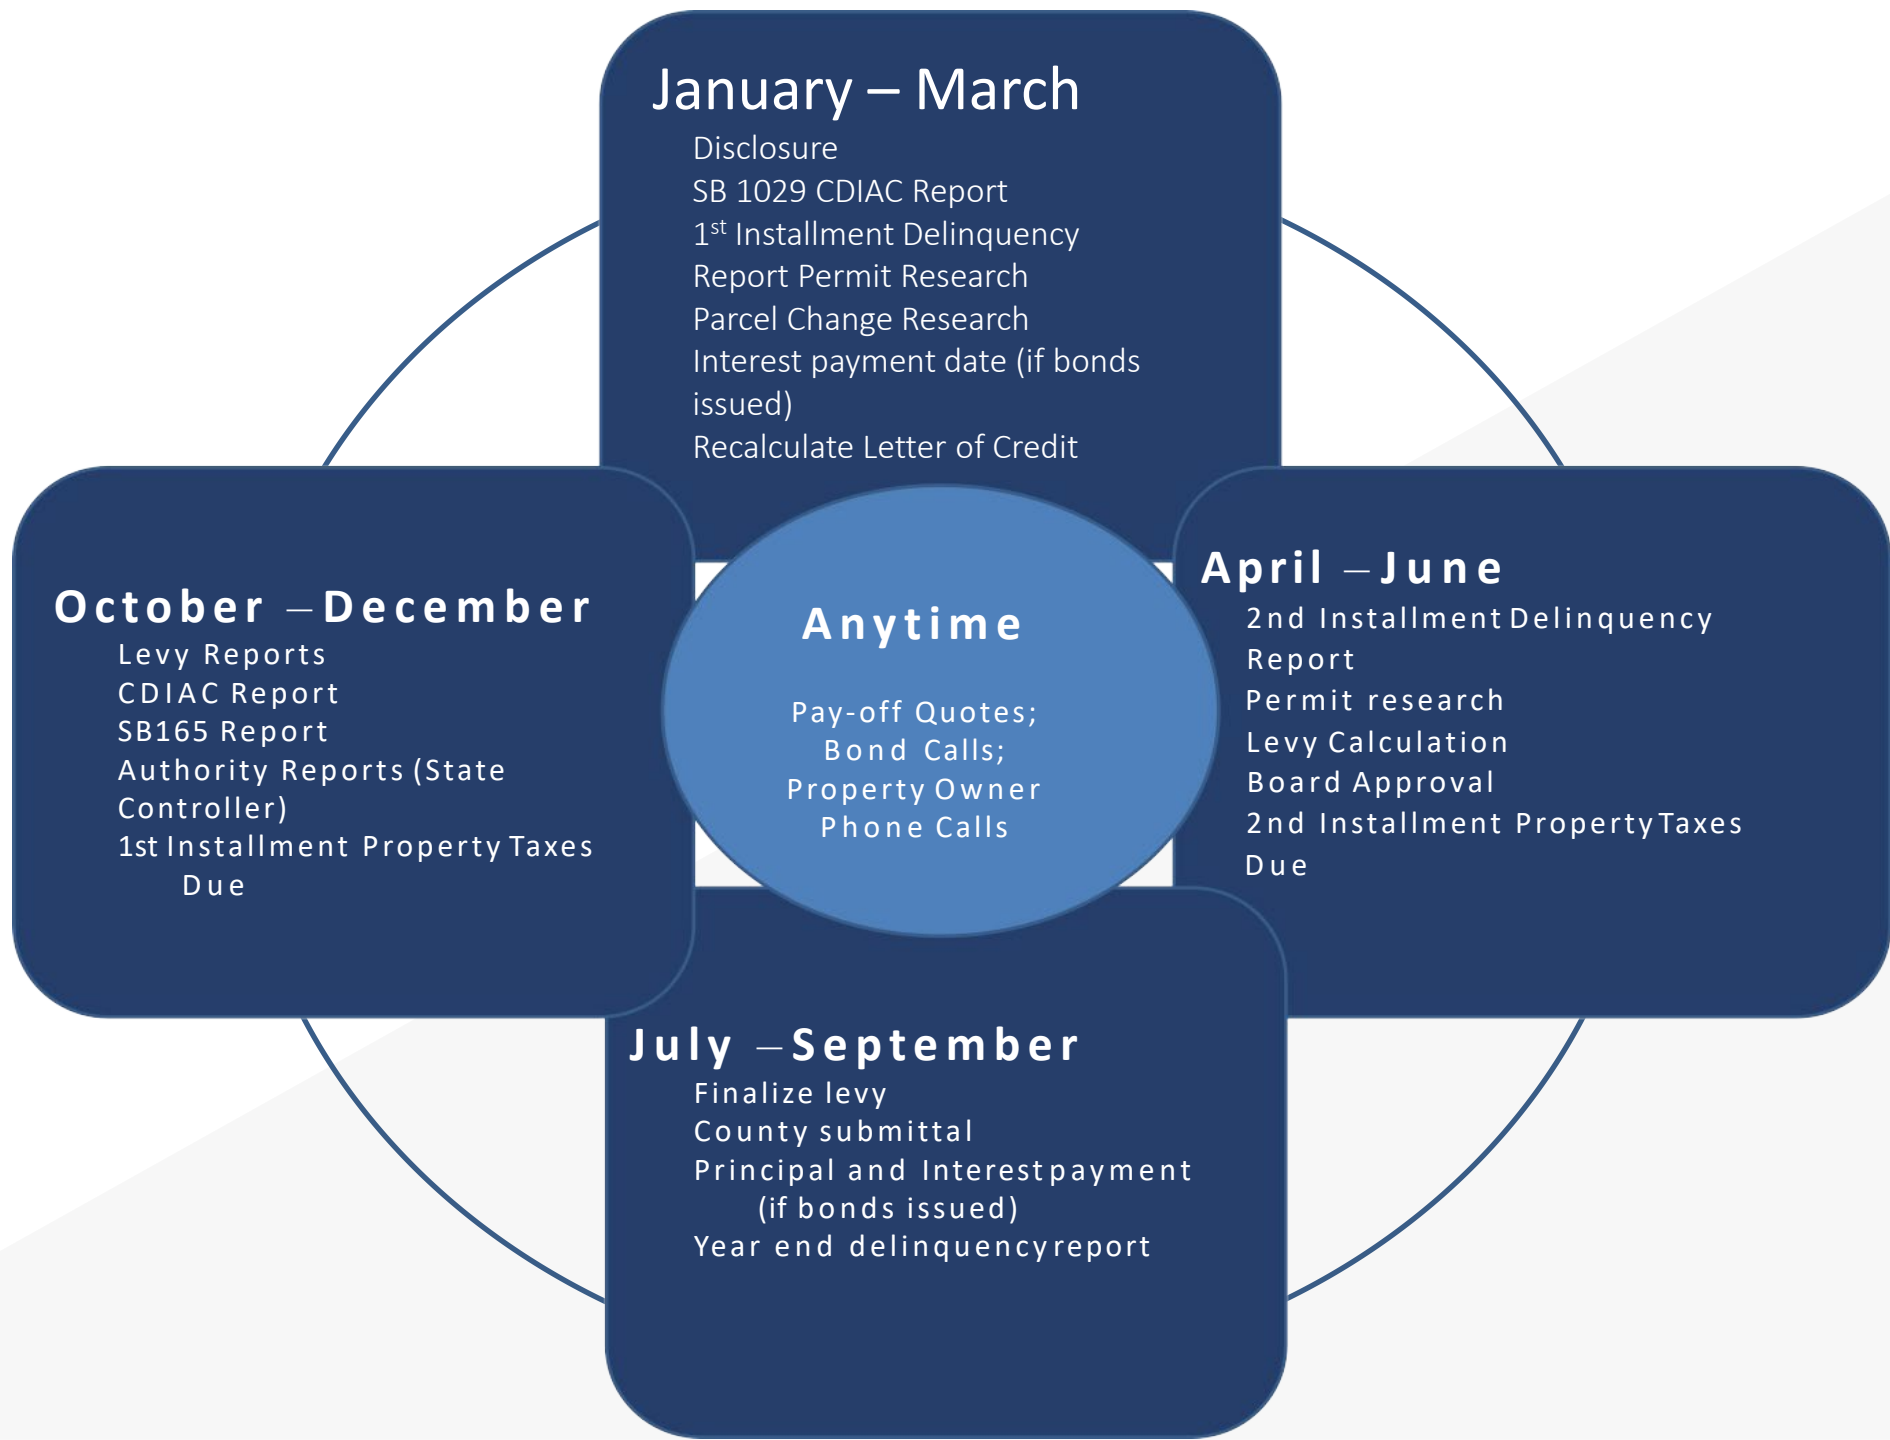 January – March
Disclosure
SB 1029 CDIAC Report
1st Installment Delinquency
Report Permit Research
Parcel Change Research
Interest payment date (if bonds
issued)
Recalculate Letter of Credit
April – June
2nd Installment Delinquency
Report
Permit research
Levy Calculation
Board Approval
2nd Installment Property Taxes
Due
July – September
Finalize levy
County submittal
Principal and Interest payment
(if bonds issued)
Year end delinquency report
October – December
Levy Reports
CDIAC Report
SB165 Report
Authority Reports (State
Controller)
1st Installment Property Taxes
Due
Anytime
Pay-off Quotes;
Bond Calls;
Property Owner
Phone Calls